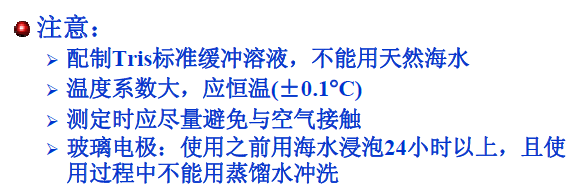 注意：
配制Tris标准缓冲溶液，不能用天然海水
温度系数大，应恒温(±0.1°C)
测定时应尽量避免与空气接触
玻璃电极：使用之前用海水浸泡24小时以上，且使
用过程中不能用蒸馏水冲洗